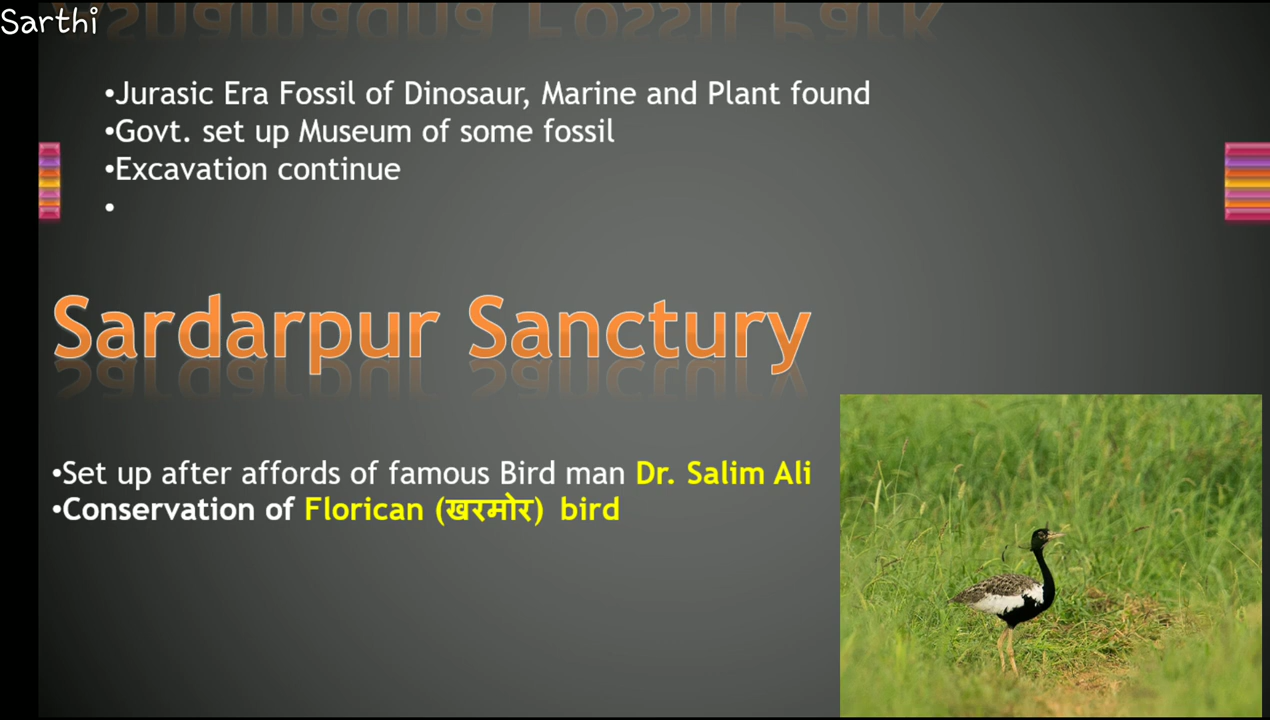 Sarthi
•Jurasic Era Fossil of Dinosaur, Marine and Plant found
•Govt. set up Museum of some fossil
•Excavation continue
•
Sardarpur Sanctury
•Set up after affords of famous Bird man Dr. Salim Ali
•Conservation of Florican (खरमोर) bird